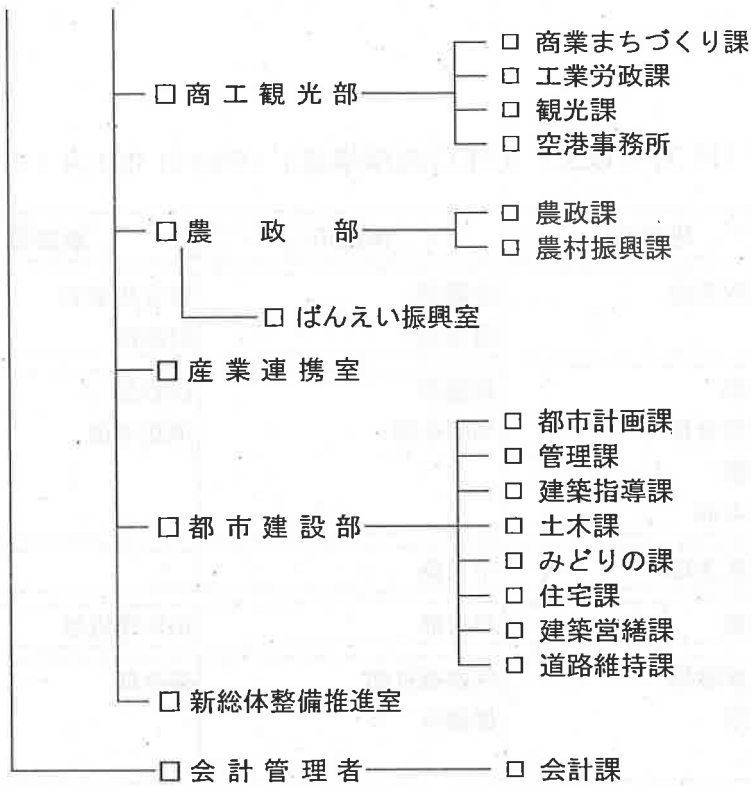 □ 商業まちづくり課
□ 商工観光部
□ 工業労政課
□ 観光課
□ 空港事務所
□ 農政部
□ 農政課
□ 農村振興課
□ ばんえい振興室
□ 産業連携室
□ 都市計画課
□ 管理課
□ 建築指導課
□ 都市建設部
□ 土木課
□ みどりの課
□ 住宅課
□ 建築営繕課
□ 道路維持課
□ 新総体整備推進室
□ 会計管理者
□ 会計課